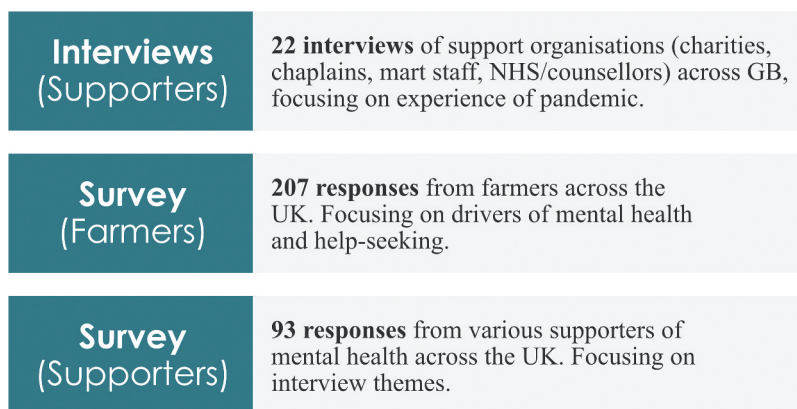 Interviews
(Supporters)
22 interviews of support organisations (charities,
chaplains, mart staff, NHS/counsellors) across GB,
focusing on experience of pandemic.
Survey
(Farmers)
207 responses from farmers across the
UK. Focusing on drivers of mental health
and help-seeking.
Survey
(Supporters)
93 responses from various supporters of
mental health across the UK. Focusing on
interview themes.